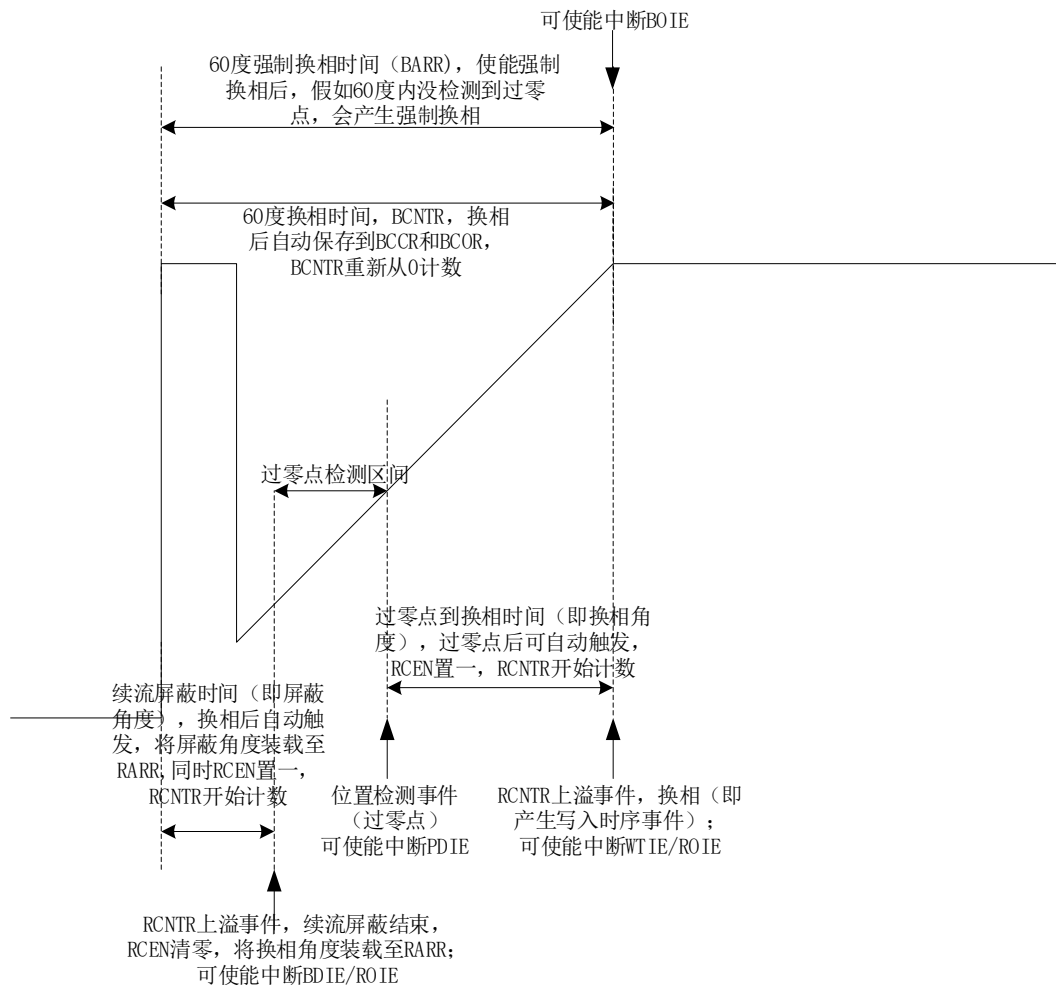 可使能中断BOIE
60度强制换相时间（BARR），使能强制
换相后，假如60度内没检测到过零
点，会产生强制换相
60度换相时间，BCNTR，换相
后自动保存到BCCR和BCOR，
BCNTR重新从0计数
过零点检测区间
过零点到换相时间（即换相角
度），过零点后可自动触发，
RCEN置一，RCNTR开始计数
续流屏蔽时间（即屏蔽
角度），换相后自动触
发，将屏蔽角度装载至
RARR,同时RCEN置一，
RCNTR开始计数
位置检测事件
（过零点）
可使能中断PDIE
RCNTR上溢事件，换相（即
产生写入时序事件）；
可使能中断WTIE/ROIE
RCNTR上溢事件，续流屏蔽结束，
RCEN清零，将换相角度装载至RARR；
可使能中断BDIE/ROIE